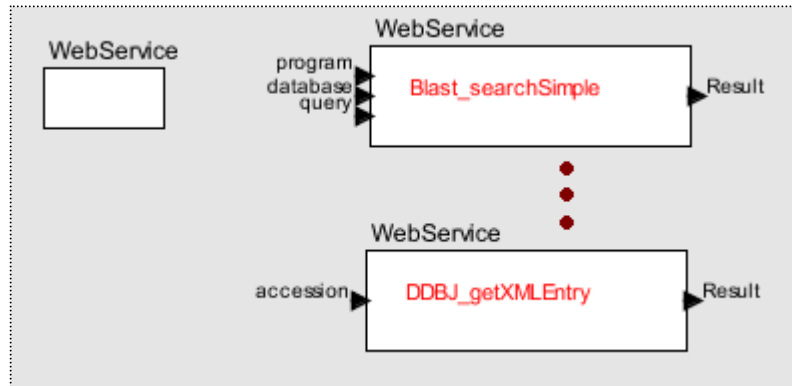 WebService
WebService
program
database
query
Blast_searchSimple
Result
WebService
accession
DDBJ_getXMLEntry
Result